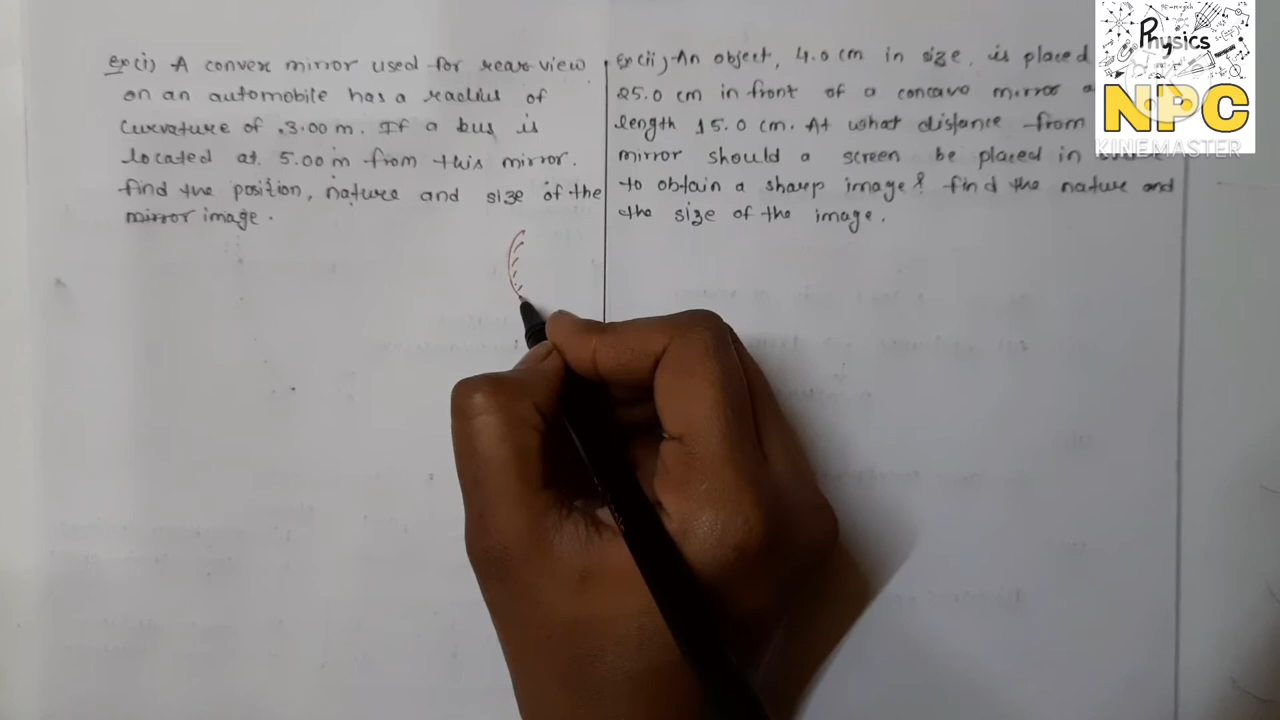 Ex(i) A convex mirror used for rear view
on an automobile has a radius of
curvature of 3.00 m. If a bus is
located at 5.00 m from this mirror.
find the position, nature and size of the
mirror image.
Ex(ii) An object, 4.0 cm in size, is placed
25.0 cm in front of a concave mirror
length 15.0 cm. At what distance from
mirror should a screen be placed in
to obtain a sharp image? find the nature and
the size of the image.
Physics
NPC
KINEMASTER